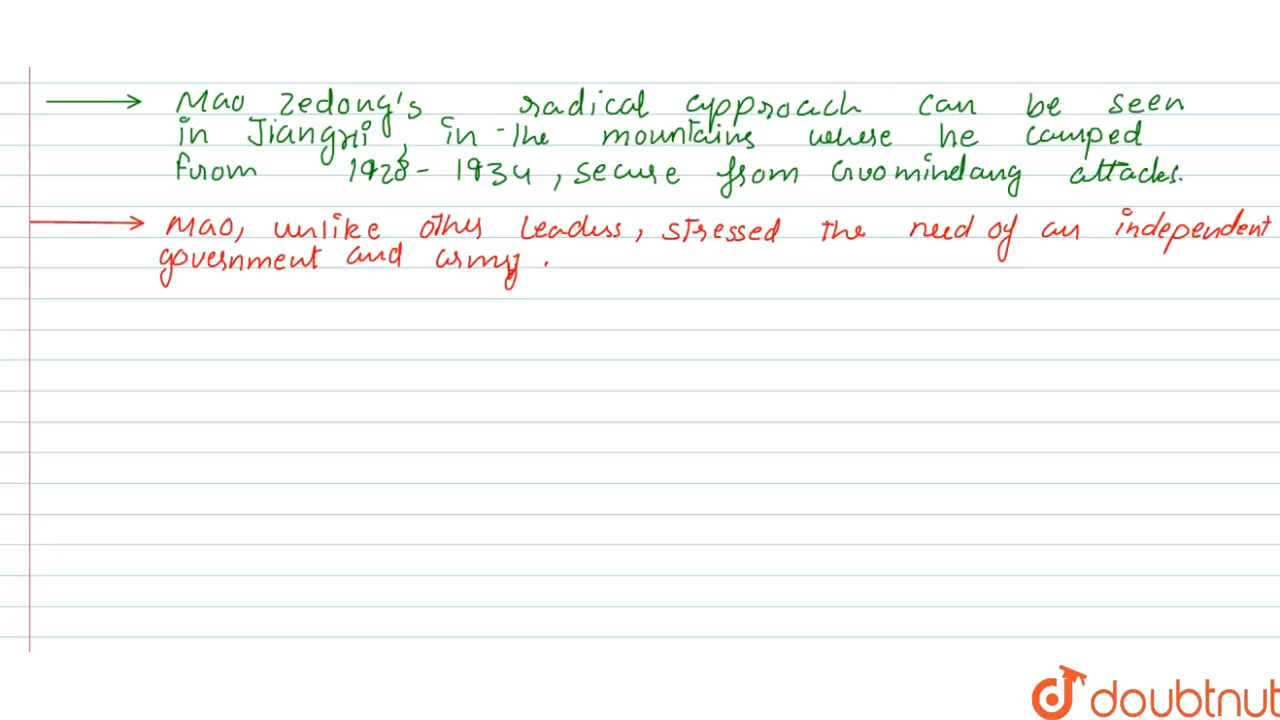 → Mao Zedong's radical approach can be seen
in Jiangxi, in the mountains where he camped
from 1928-1934, secure from Guomindang attacks.
→ Mao, unlike other leaders, stressed the need of an independent
government and army.
doubtnut